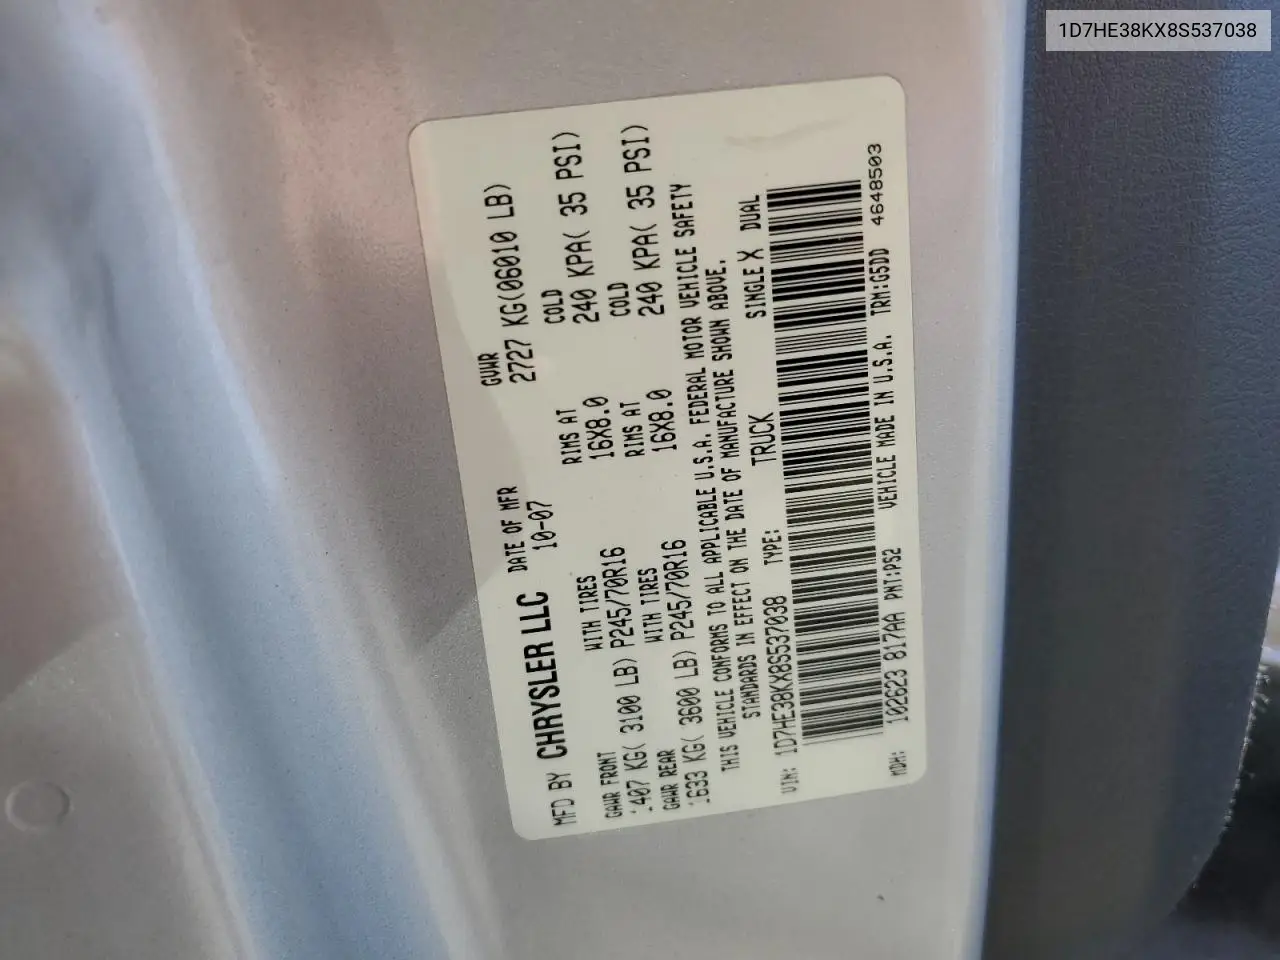 1D7HE38KX8S537038
MFD BY CHRYSLER LLC DATE OF MFR GVWR
10-07 2727 KG(06010 LB)
GAWR FRONT WITH TIRES RIMS AT COLD
1407 KG( 3100 LB) P245/70R16 16X8.0 240 KPA( 35 PSI)
GAWR REAR WITH TIRES RIMS AT COLD
1633 KG( 3600 LB) P245/70R16 16X8.0 240 KPA( 35 PSI)
THIS VEHICLE CONFORMS TO ALL APPLICABLE U.S.A. FEDERAL MOTOR VEHICLE SAFETY
STANDARDS IN EFFECT ON THE DATE OF MANUFACTURE SHOWN ABOVE.
VIN: 1D7HE38KX8S537038 TYPE: TRUCK SINGLE X DUAL
MDH: 102623 817AA PNT:PS2 VEHICLE MADE IN U.S.A. TRM:G5DD 4648503